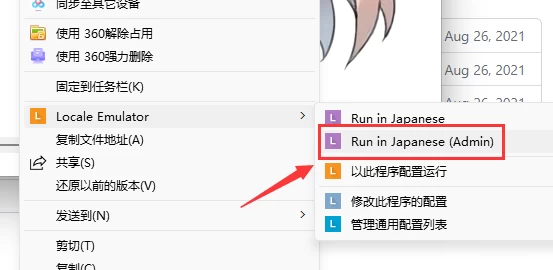 同步至其它设备
使用 360解除占用
使用 360强力删除
固定到任务栏(K)
Locale Emulator
复制文件地址(A)
共享(S)
还原以前的版本(V)
发送到(N)
剪切(T)
复制(C)
Aug 26, 2021
Aug 26, 2021
Aug 26, 2021
Run in Japanese
Run in Japanese (Admin)
以此程序配置运行
修改此程序的配置
管理通用配置列表